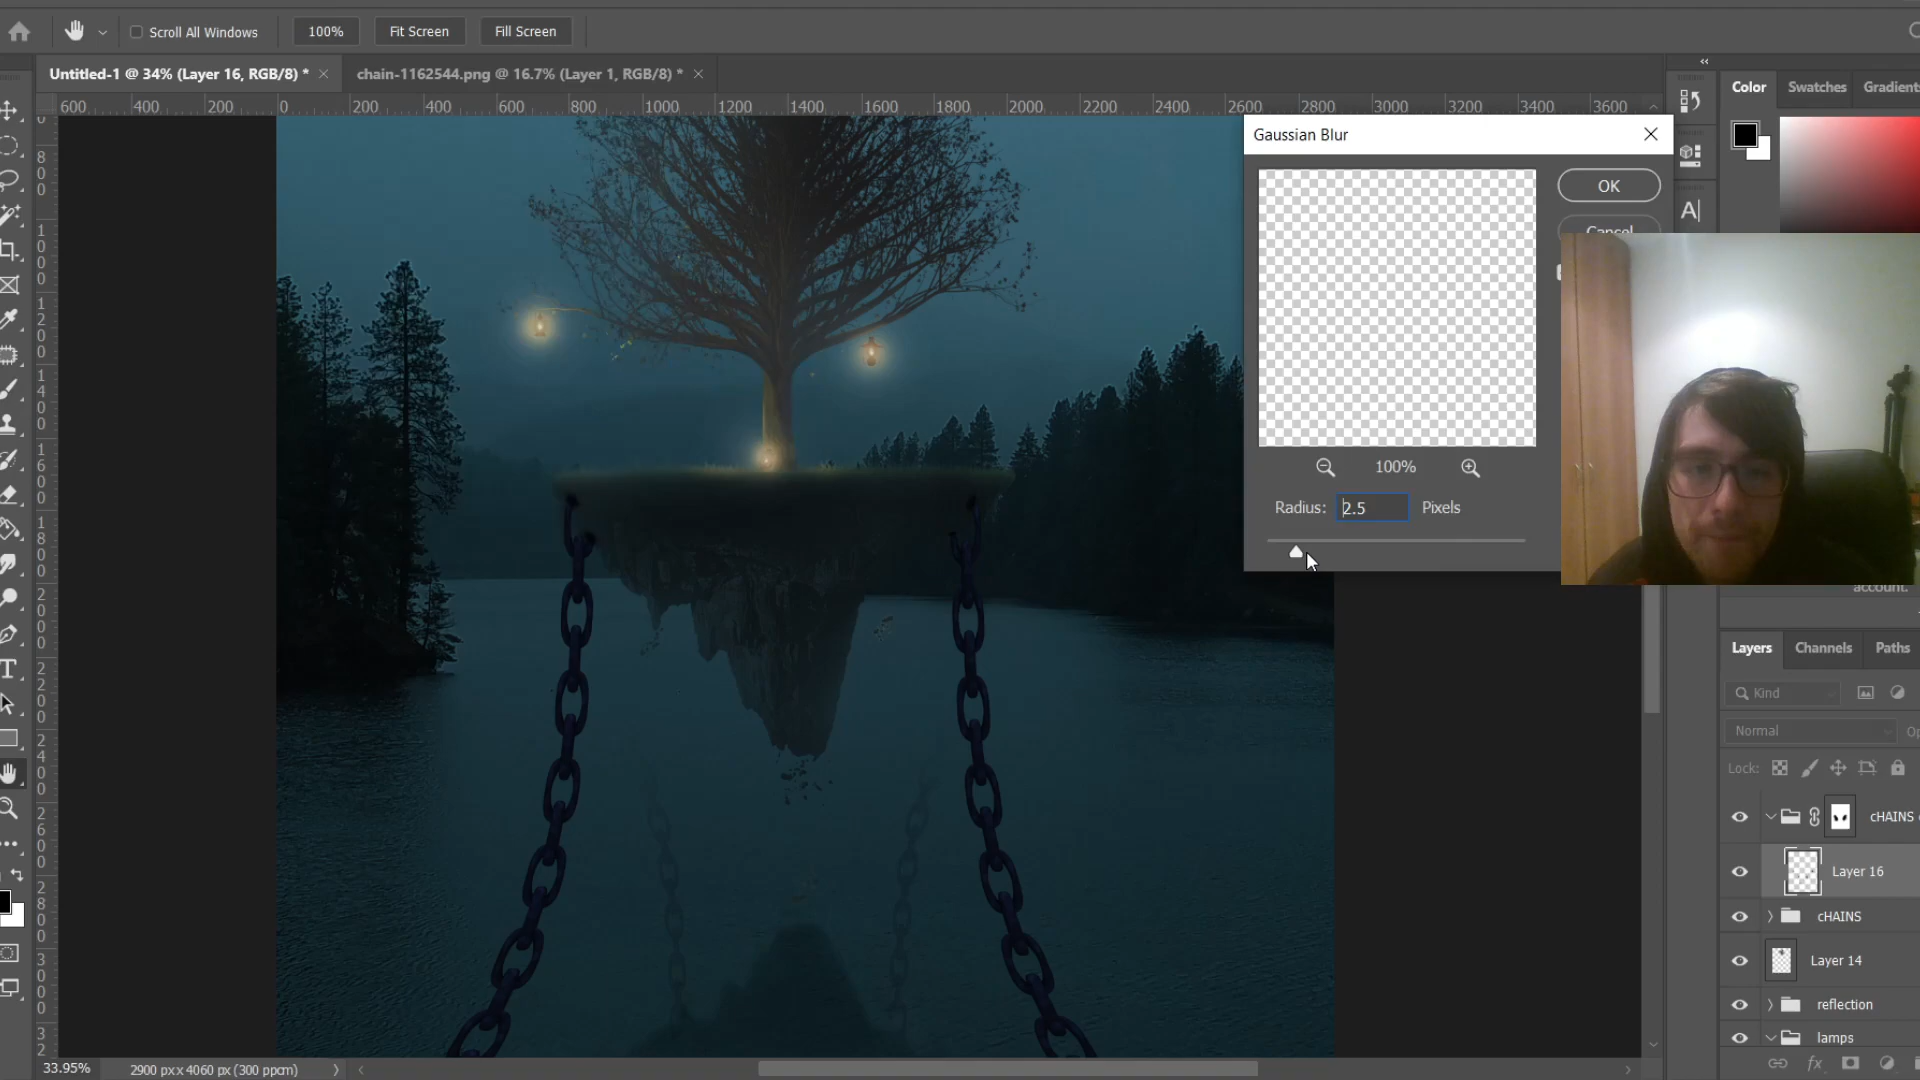 Scroll All Windows
100%
Fit Screen
Fill Screen
Untitled-1 @ 34% (Layer 16, RGB/8) *
chain-1162544.png @ 16.7% (Layer 1, RGB/8) *
600 400 200 0 200 400 600 800 1000 1200 1400 1600 1800 2000 2200 2400 2600 2800 3000 3200 3400 3600
Color
Swatches
Gradients
Gaussian Blur
OK
Cancel
100%
Radius: 2.5 Pixels
account.
Layers
Channels
Paths
Kind
Normal
Op
Lock:
cHAINS
Layer 16
cHAINS
Layer 14
reflection
lamps
33.95%
2900 px x 4060 px (300 ppcm)